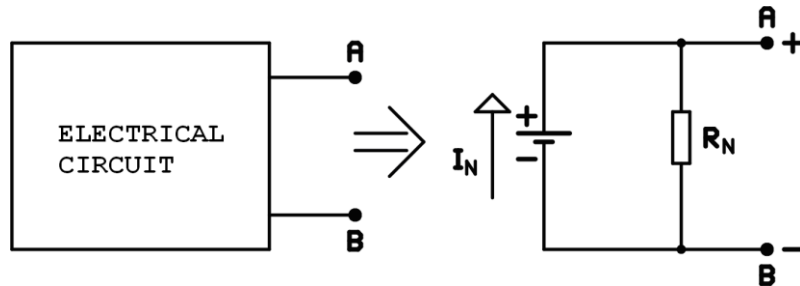 ELECTRICAL
CIRCUIT
A
B
I_N
+
-
R_N
A
+
B
-